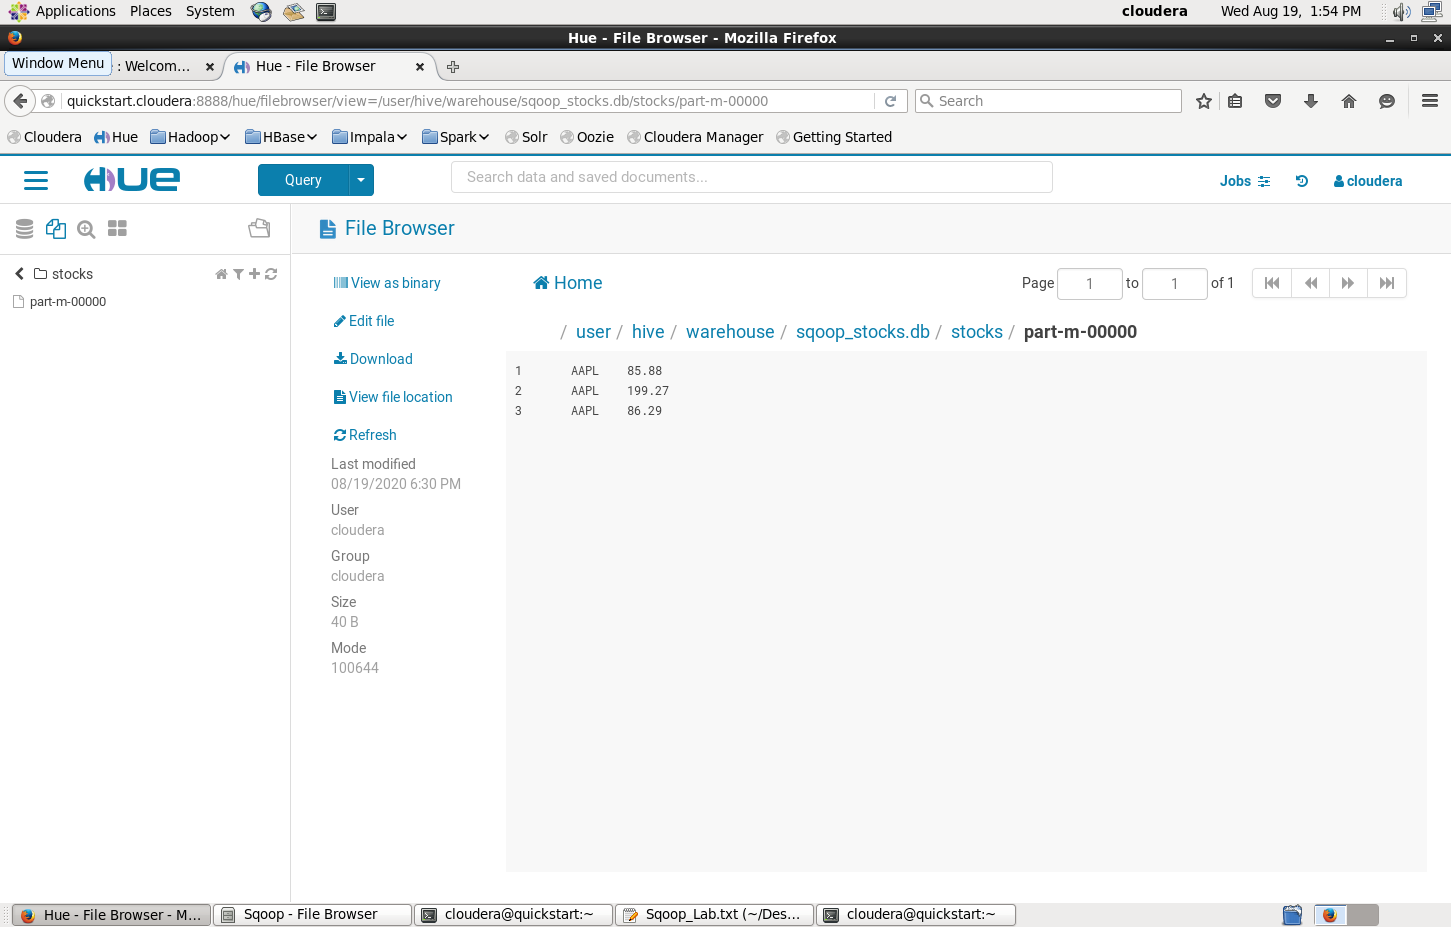 Applications Places System cloudera Wed Aug 19, 1:54 PM
Hue - File Browser - Mozilla Firefox
Window Menu : Welcom... Hue - File Browser
quickstart.cloudera:8888/hue/filebrowser/view=/user/hive/warehouse/sqoop_stocks.db/stocks/part-m-00000 Search
Cloudera Hue Hadoop HBase Impala Spark Solr Oozie Cloudera Manager Getting Started
HUE Query Search data and saved documents... Jobs cloudera
File Browser
stocks
part-m-00000
View as binary
Edit file
Download
View file location
Refresh
Last modified
08/19/2020 6:30 PM
User
cloudera
Group
cloudera
Size
40 B
Mode
100644
Home Page 1 to 1 of 1
/ user / hive / warehouse / sqoop_stocks.db / stocks / part-m-00000
1 AAPL 85.88
2 AAPL 199.27
3 AAPL 86.29
Hue - File Browser - M... Sqoop - File Browser cloudera@quickstart:~ Sqoop_Lab.txt (~/Des... cloudera@quickstart:~